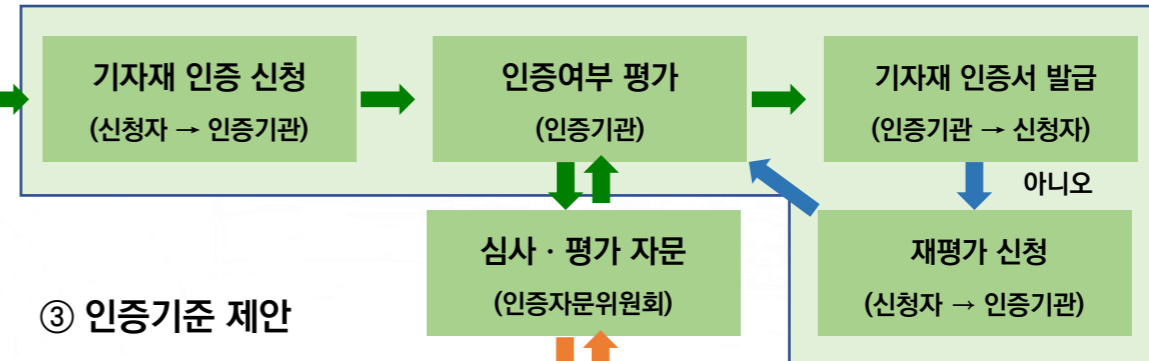 기자재 인증 신청
(신청자 → 인증기관)
인증여부 평가
(인증기관)
기자재 인증서 발급
(인증기관 → 신청자)
아니오
심사 · 평가 자문
(인증자문위원회)
재평가 신청
(신청자 → 인증기관)
③ 인증기준 제안